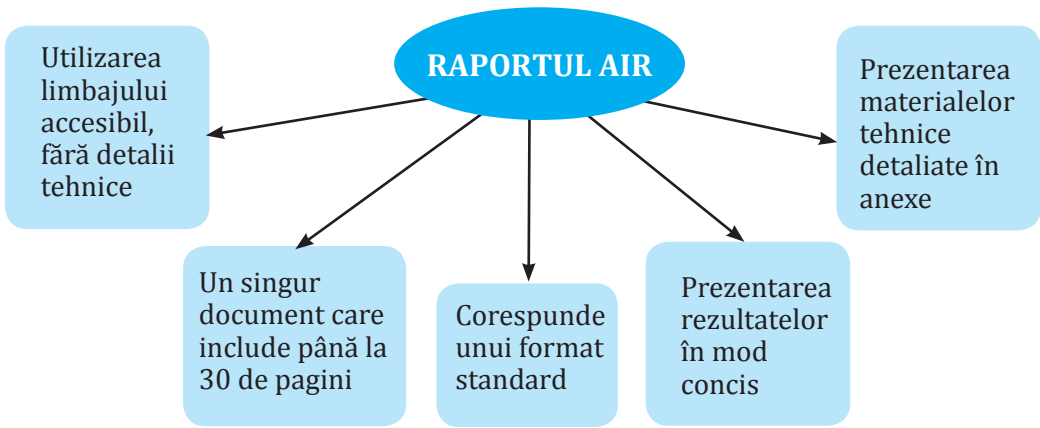 RAPORTUL AIR
Utilizarea
limbajului
accesibil,
fără detalii
tehnice
Un singur
document care
include până la
30 de pagini
Corespunde
unui format
standard
Prezentarea
rezultatelor
în mod
concis
Prezentarea
materialelor
tehnice
detaliate în
anexe